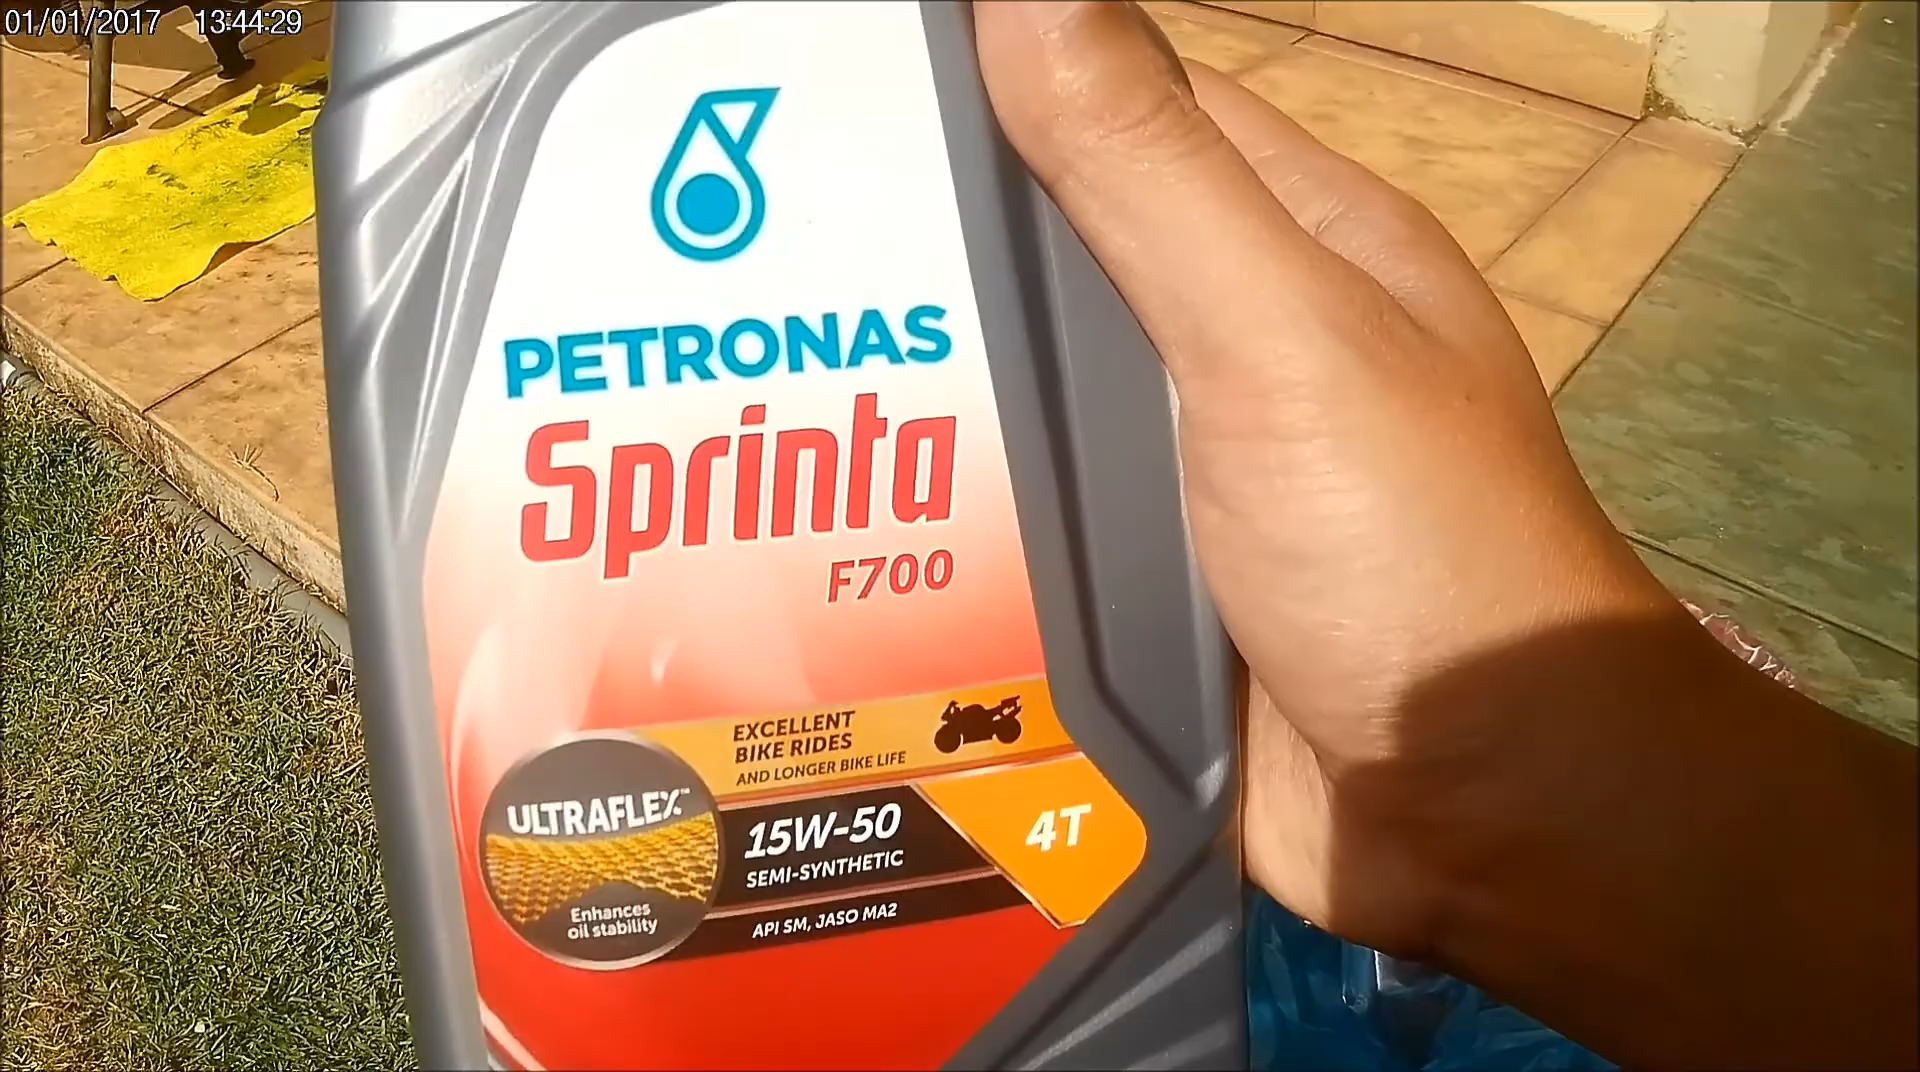 01/01/2017 13:44:29
PETRONAS
Sprinta
F700
EXCELLENT
BIKE RIDES
AND LONGER BIKE LIFE
ULTRAFLEX™
15W-50
4T
SEMI-SYNTHETIC
Enhances
oil stability
API SM, JASO MA2